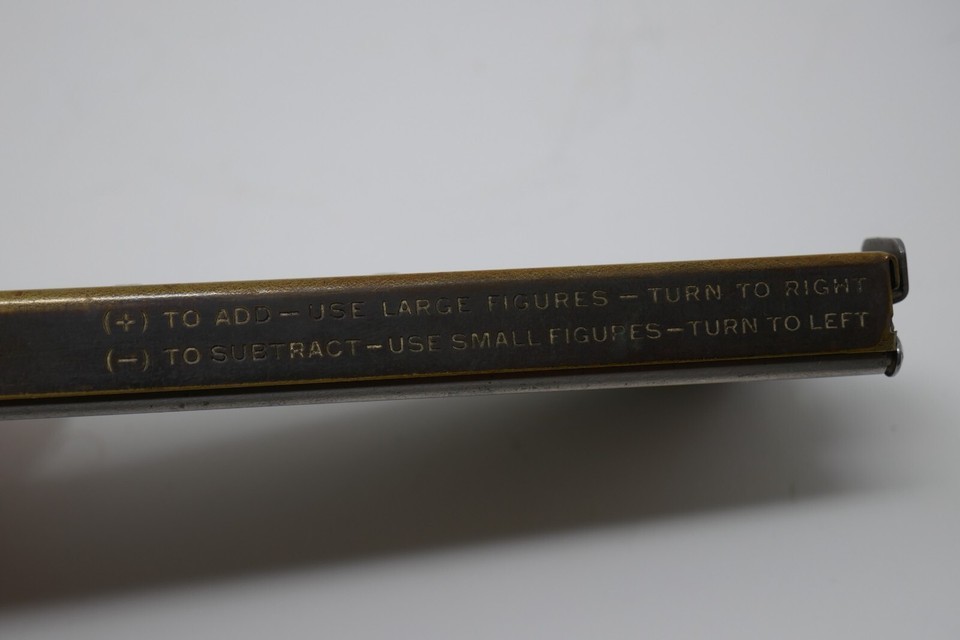 (+) TO ADD — USE LARGE FIGURES — TURN TO RIGHT
(—) TO SUBTRACT — USE SMALL FIGURES — TURN TO LEFT